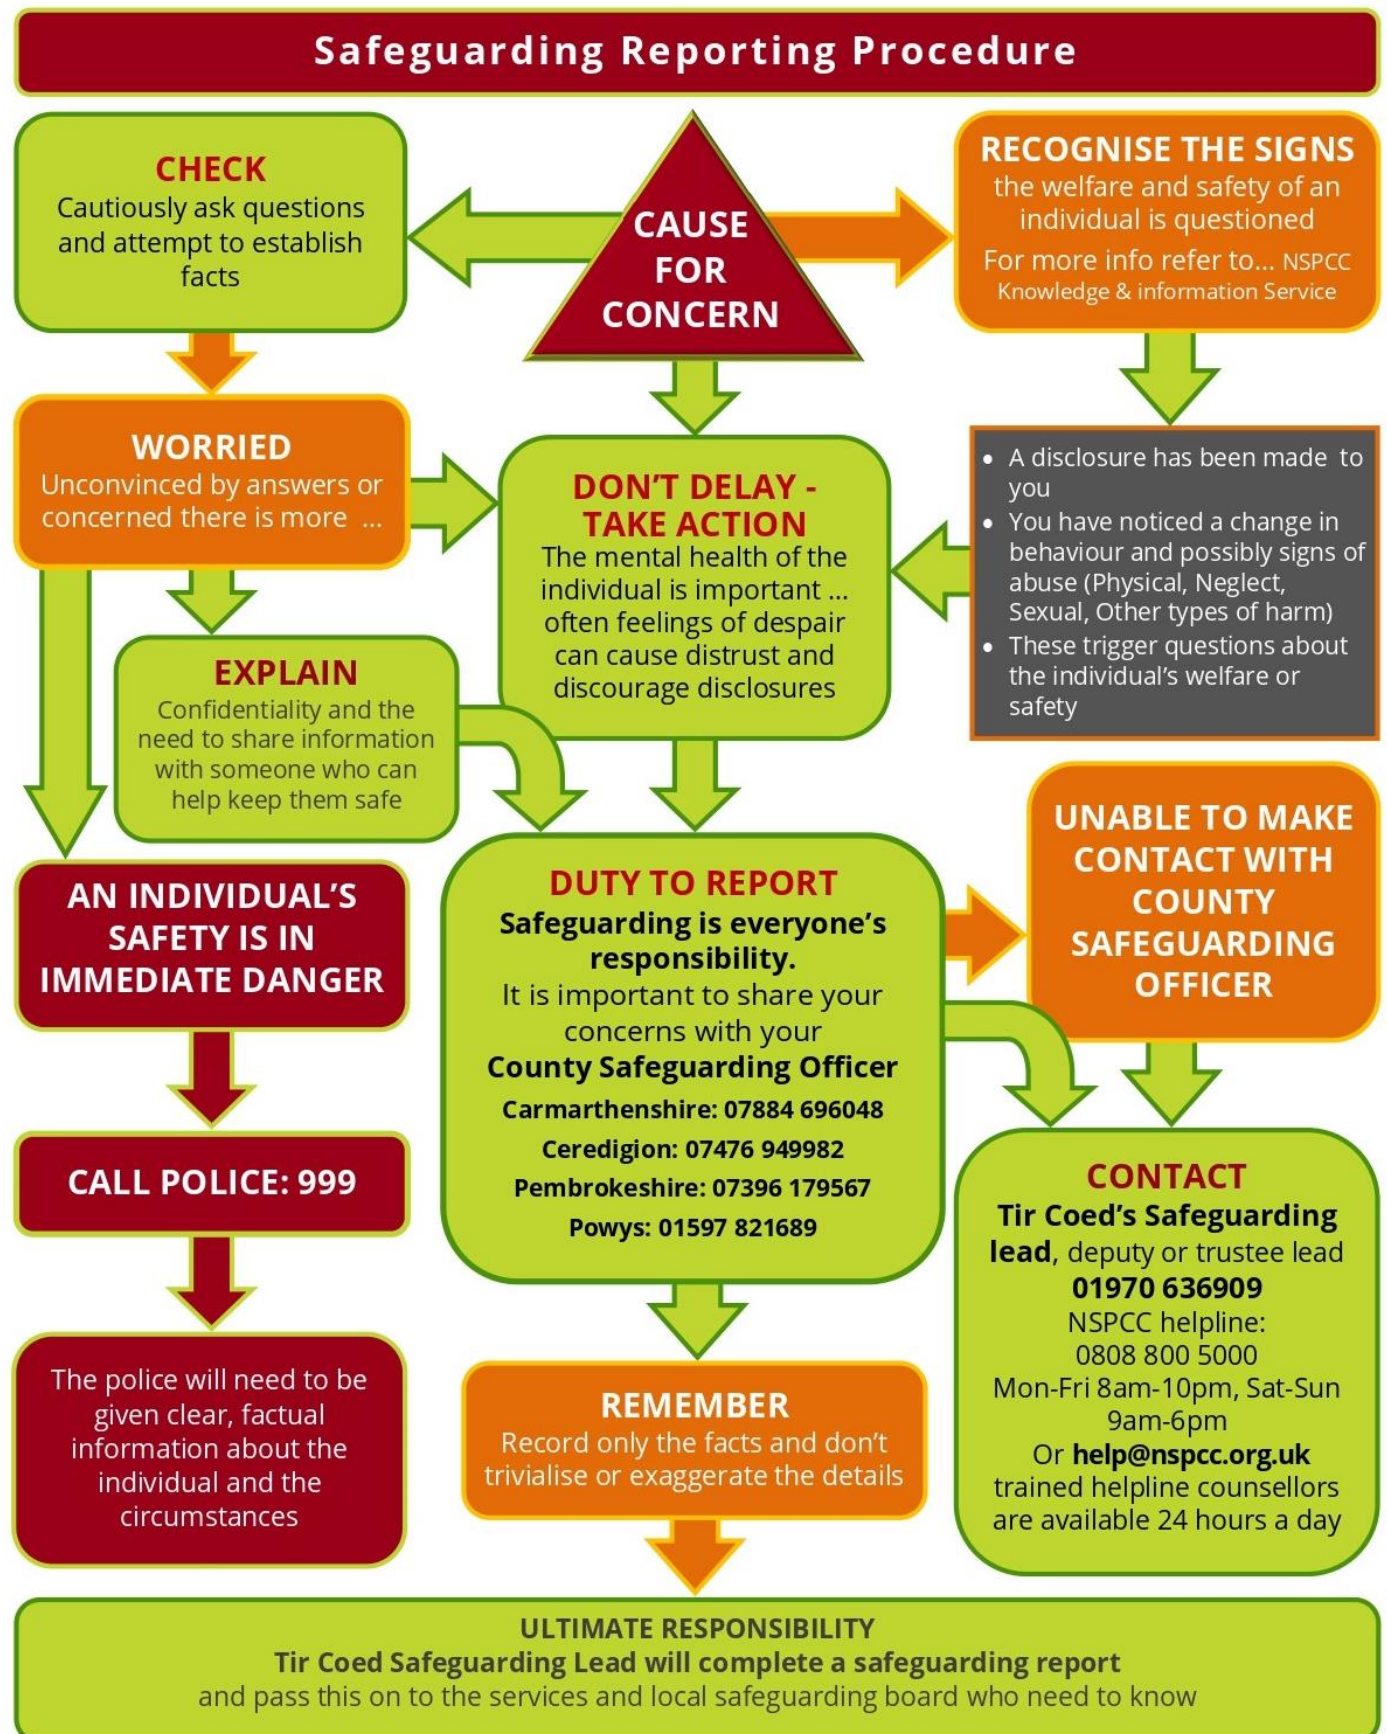 Safeguarding Reporting Procedure
CHECK
Cautiously ask questions
and attempt to establish
facts
CAUSE
FOR
CONCERN
RECOGNISE THE SIGNS
the welfare and safety of an
individual is questioned
For more info refer to... NSPCC
Knowledge & information Service
WORRIED
Unconvinced by answers or
concerned there is more ...
DON'T DELAY -
TAKE ACTION
The mental health of the
individual is important ...
often feelings of despair
can cause distrust and
discourage disclosures
• A disclosure has been made to
you
• You have noticed a change in
behaviour and possibly signs of
abuse (Physical, Neglect,
Sexual, Other types of harm)
• These trigger questions about
the individual's welfare or
safety
EXPLAIN
Confidentiality and the
need to share information
with someone who can
help keep them safe
AN INDIVIDUAL'S
SAFETY IS IN
IMMEDIATE DANGER
DUTY TO REPORT
Safeguarding is everyone's
responsibility.
It is important to share your
concerns with your
County Safeguarding Officer
Carmarthenshire: 07884 696048
Ceredigion: 07476 949982
Pembrokeshire: 07396 179567
Powys: 01597 821689
UNABLE TO MAKE
CONTACT WITH
COUNTY
SAFEGUARDING
OFFICER
CALL POLICE: 999
The police will need to be
given clear, factual
information about the
individual and the
circumstances
CONTACT
Tir Coed's Safeguarding
lead, deputy or trustee lead
01970 636909
NSPCC helpline:
0808 800 5000
Mon-Fri 8am-10pm, Sat-Sun
9am-6pm
Or help@nspcc.org.uk
trained helpline counsellors
are available 24 hours a day
REMEMBER
Record only the facts and don't
trivialise or exaggerate the details
ULTIMATE RESPONSIBILITY
Tir Coed Safeguarding Lead will complete a safeguarding report
and pass this on to the services and local safeguarding board who need to know